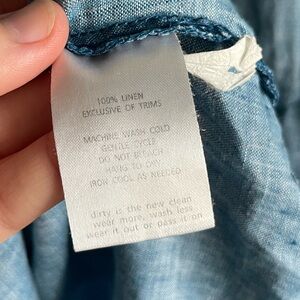 100% LINEN
EXCLUSIVE OF TRIMS
MACHINE WASH COLD
GENTLE CYCLE
DO NOT BLEACH
HANG TO DRY
IRON COOL AS NEEDED
dirty is the new clean
wear more, wash less
wear it out or pass it on